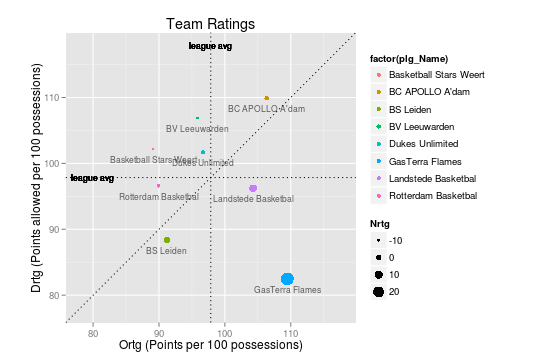 Team Ratings
league avg
BC APOLLO A'dam
BV Leeuwarden
Basketball Stars Weert
Dukes Unlimited
league avg
Rotterdam Basketbal
Landstede Basketbal
BS Leiden
GasTerra Flames
110
100
90
80
80
90
100
110
Drtg (Points allowed per 100 possessions)
Ortg (Points per 100 possessions)
factor(plg_Name)
Basketball Stars Weert
BC APOLLO A'dam
BS Leiden
BV Leeuwarden
Dukes Unlimited
GasTerra Flames
Landstede Basketbal
Rotterdam Basketbal
Nrtg
-10
0
10
20